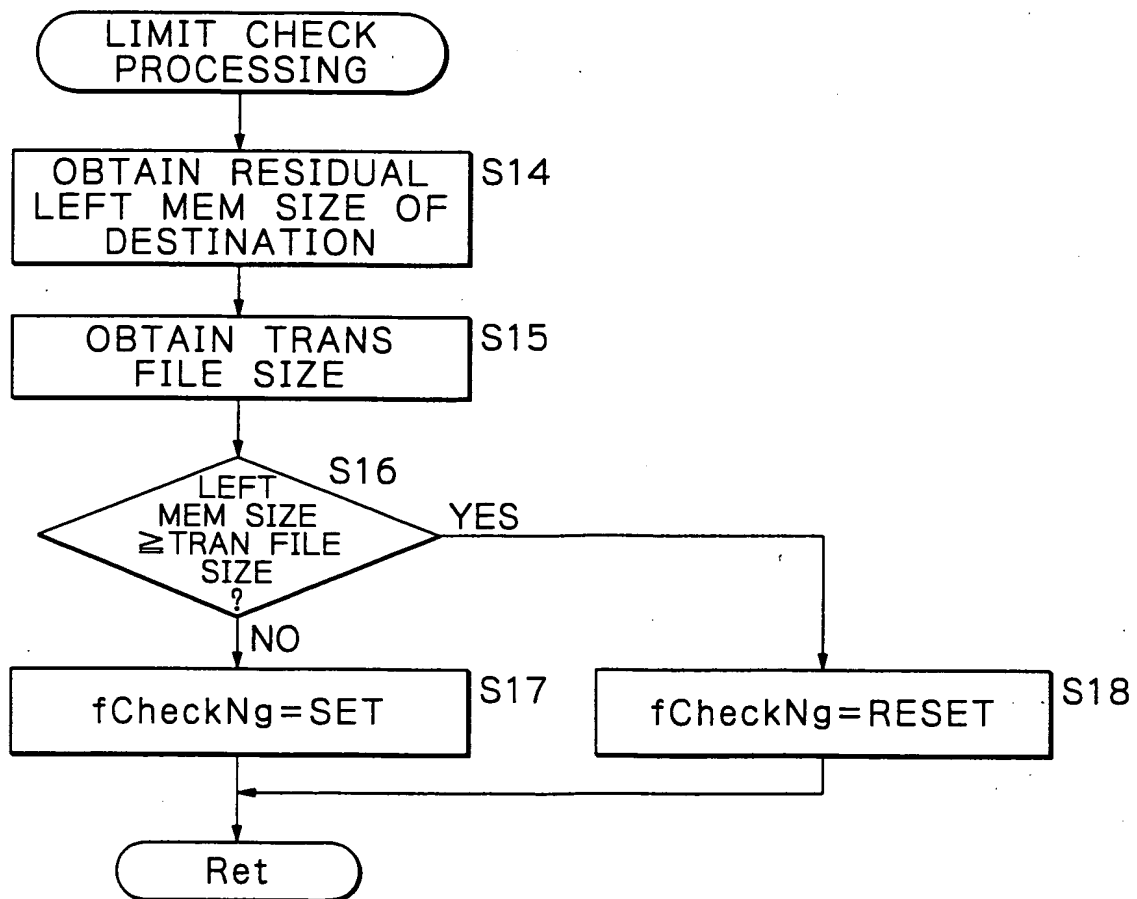 LIMIT CHECK
PROCESSING
OBTAIN RESIDUAL
LEFT MEM SIZE OF
DESTINATION
S14
OBTAIN TRANS
FILE SIZE
S15
S16
LEFT
MEM SIZE
≧TRAN FILE
SIZE
?
YES
NO
fCheckNg=SET
S17
fCheckNg=RESET
S18
Ret